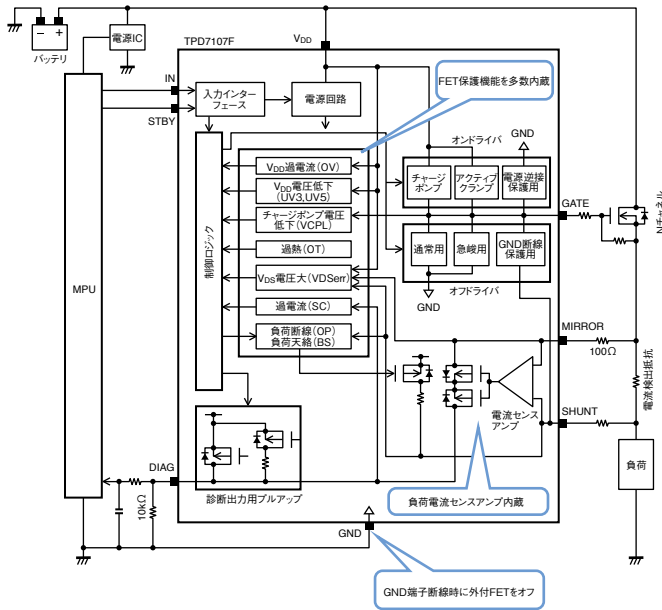 バッテリ
電源IC
TPD7107F
VDD
FET保護機能を多数内蔵
IN
STBY
入力インター
フェース
電源回路
GND
オンドライバ
VDD過電流(OV)
VDD電圧低下
(UV3,UV5)
チャージポンプ電圧
低下(VCPL)
過熱(OT)
VDS電圧大(VDSerr)
過電流(SC)
負荷断線(OP)
負荷天絡(BS)
制御ロジック
チャージ
ポンプ
アクティブ
クランプ
電源逆接
保護用
GATE
Nチャネル
通常用
急峻用
GND断線
保護用
オフドライバ
GND
MPU
MIRROR
100Ω
電流検出抵抗
電流センス
アンプ
SHUNT
負荷
DIAG
10kΩ
診断出力用プルアップ
負荷電流センスアンプ内蔵
GND
GND端子断線時に外付FETをオフ